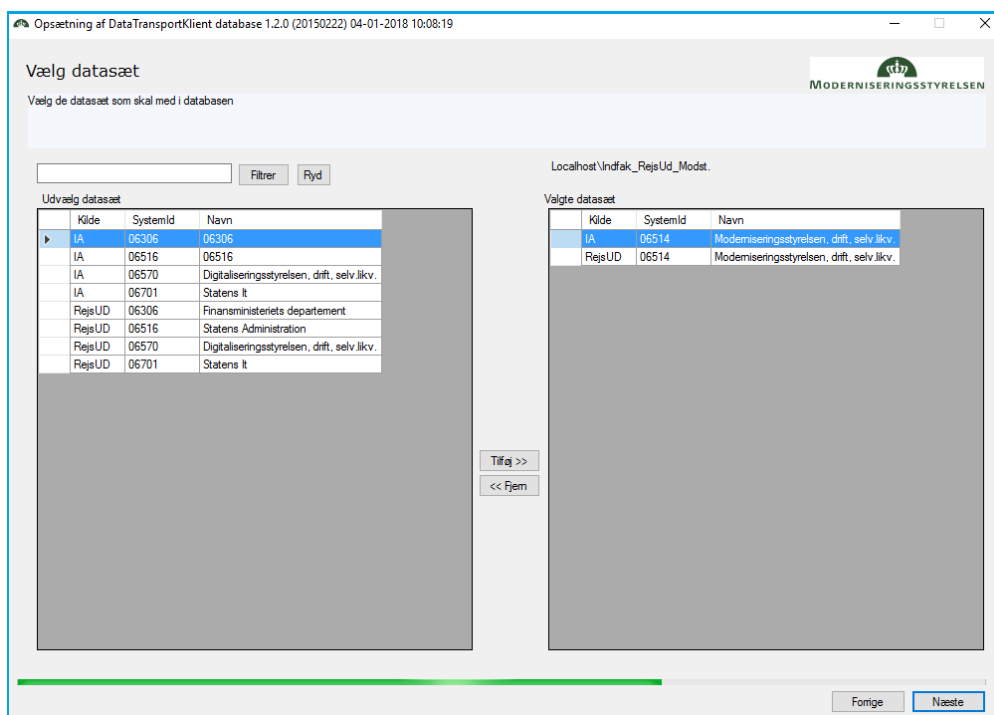 Opsætning af DataTransportKlient database 1.2.0 (20150222) 04-01-2018 10:08:19
Vælg datasæt
MODERNISERINGSSTYRELSEN
Vælg de datasæt som skal med i databasen
Filtrer Ryd
Localhost\Indfak_RejsUd_Modst.
Udvælg datasæt
Kilde SystemId Navn
IA 06306 06306
IA 06516 06516
IA 06570 Digitaliseringsstyrelsen, drift, selv.likv.
IA 06701 Statens It
RejsUD 06306 Finansministeriets departement
RejsUD 06516 Statens Administration
RejsUD 06570 Digitaliseringsstyrelsen, drift, selv.likv.
RejsUD 06701 Statens It
Tilføj >>
<< Fjern
Valgte datasæt
Kilde SystemId Navn
IA 06514 Moderniseringsstyrelsen, drift, selv.likv.
RejsUD 06514 Moderniseringsstyrelsen, drift, selv.likv.
Forrige Næste